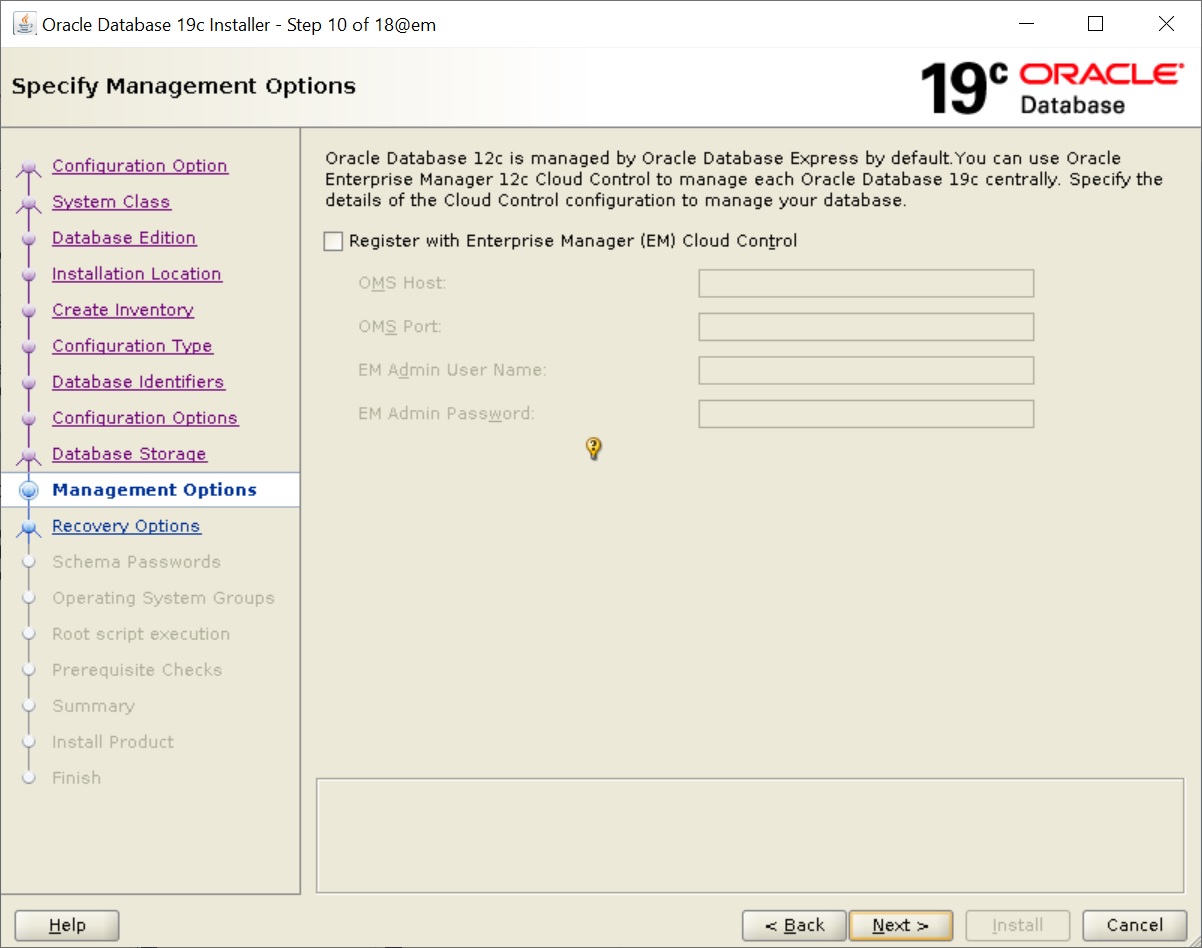 Oracle Database 19c Installer - Step 10 of 18@em
Specify Management Options
19c ORACLE
Database
Configuration Option
System Class
Database Edition
Installation Location
Create Inventory
Configuration Type
Database Identifiers
Configuration Options
Database Storage
Management Options
Recovery Options
Schema Passwords
Operating System Groups
Root script execution
Prerequisite Checks
Summary
Install Product
Finish
Oracle Database 12c is managed by Oracle Database Express by default.You can use Oracle
Enterprise Manager 12c Cloud Control to manage each Oracle Database 19c centrally. Specify the
details of the Cloud Control configuration to manage your database.
Register with Enterprise Manager (EM) Cloud Control
OMS Host:
OMS Port:
EM Admin User Name:
EM Admin Password:
Help
< Back
Next >
Install
Cancel